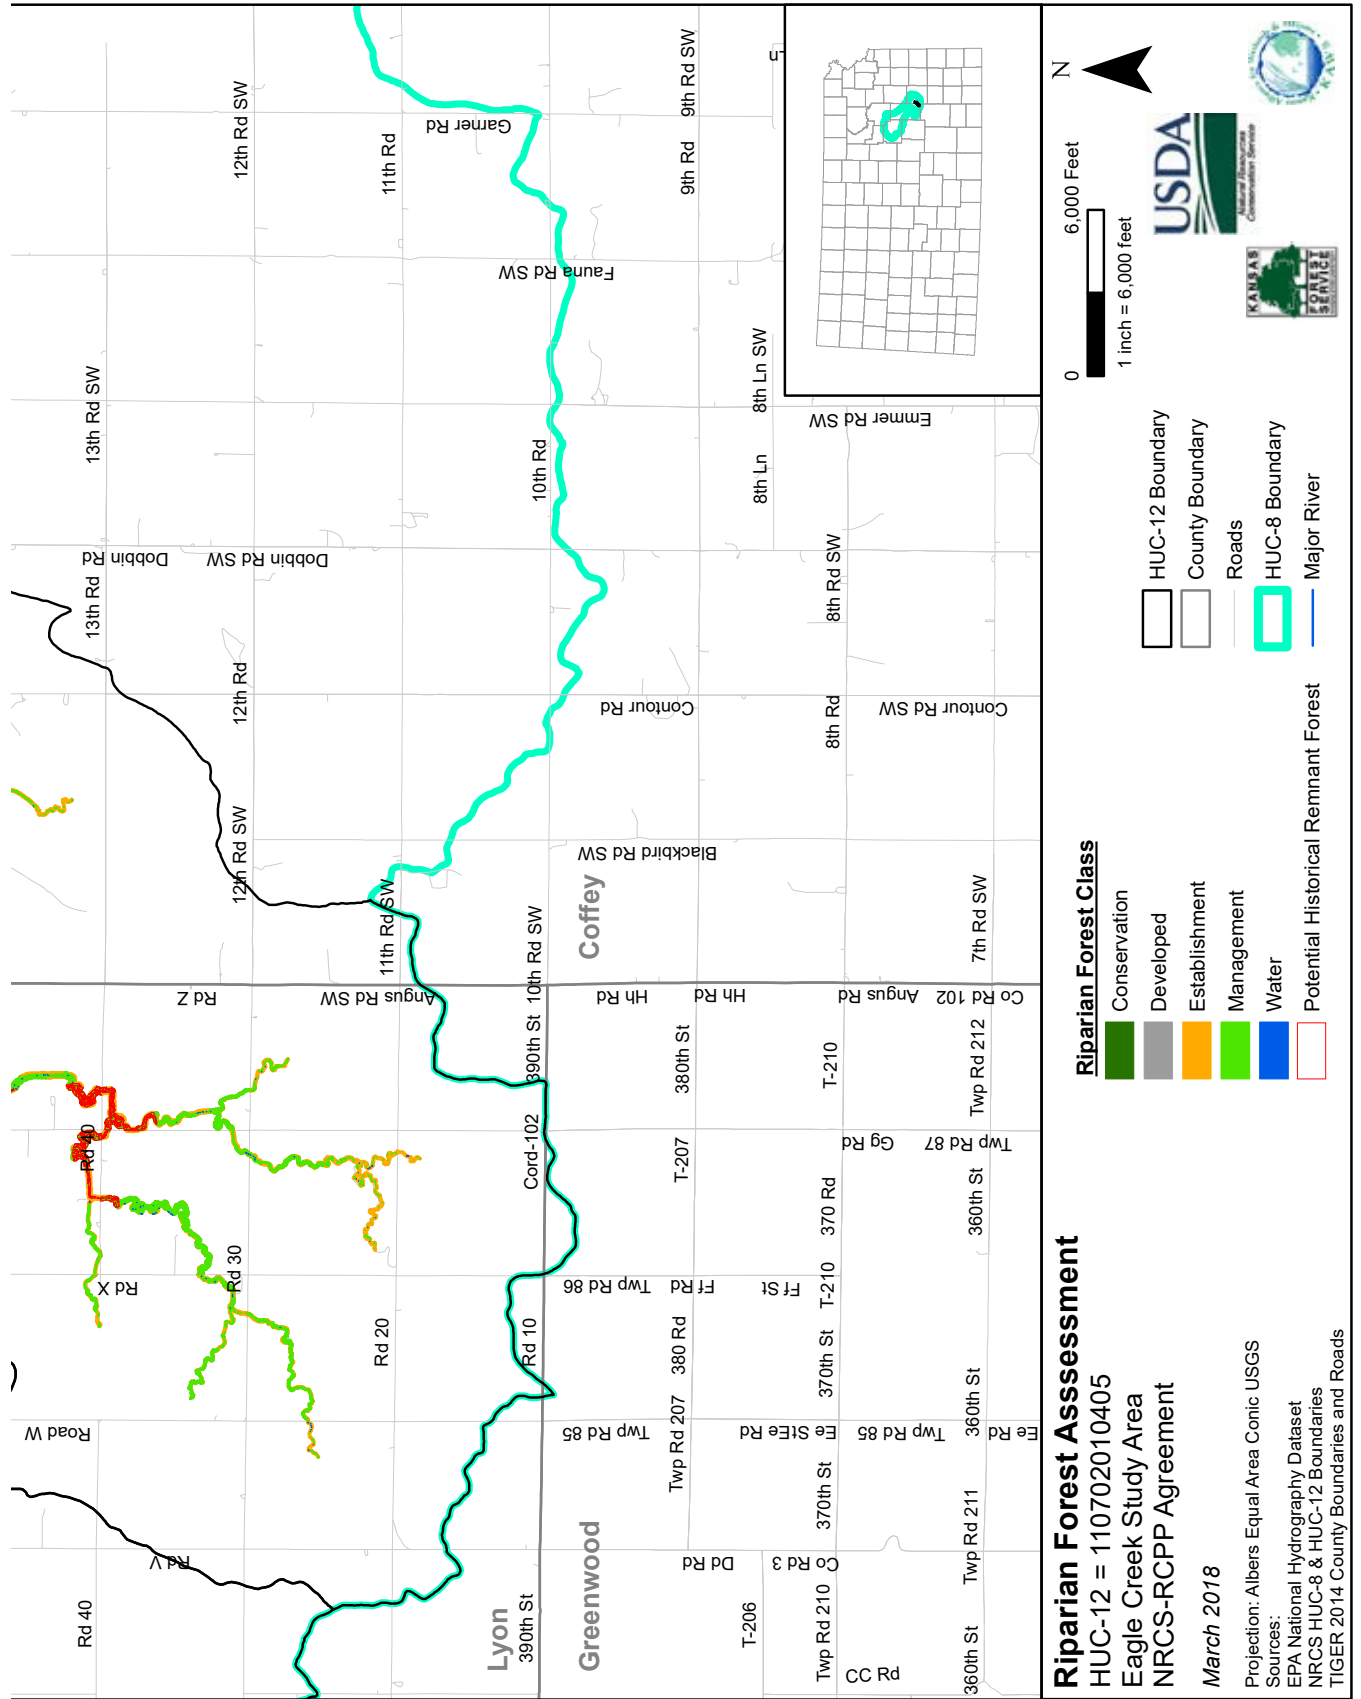 Rd 40
Rd V
Road W
Rd X
Rd 40
Rd 30
Rd 20
Rd 10
Rd Z
Angus Rd SW
Lyon
390th St
Greenwood
Coffey
Cord-102
390th St
10th Rd SW
11th Rd SW
12th Rd SW
12th Rd
13th Rd
13th Rd SW
Dobbin Rd
Dobbin Rd SW
12th Rd SW
11th Rd
Garner Rd
10th Rd
Fauna Rd SW
9th Rd
9th Rd SW
Ln
8th Ln
8th Ln SW
Emmer Rd SW
8th Rd
8th Rd SW
Contour Rd
Contour Rd SW
Blackbird Rd SW
7th Rd SW
Hh Rd
Hh Rd
Angus Rd
Angus
Co Rd 102
380th St
T-207
380 Rd
Twp Rd 207
T-206
Twp Rd 86
Ff Rd
Ff St
Twp Rd 85
Ee Rd
Ee St
Twp Rd 85
Ee Rd
Dd Rd
Co Rd 3
CC Rd
Gg Rd
Twp Rd 87
T-210
370 Rd
T-210
370th St
370th St
Twp Rd 210
Twp Rd 212
360th St
360th St
Twp Rd 211
360th St
Riparian Forest Asssessment
HUC-12 = 110702010405
Eagle Creek Study Area
NRCS-RCPP Agreement
March 2018
Projection: Albers Equal Area Conic USGS
Sources:
EPA National Hydrography Dataset
NRCS HUC-8 & HUC-12 Boundaries
TIGER 2014 County Boundaries and Roads
Riparian Forest Class
Conservation
Developed
Establishment
Management
Water
Potential Historical Remnant Forest
HUC-12 Boundary
County Boundary
Roads
HUC-8 Boundary
Major River
0
6,000 Feet
1 inch = 6,000 feet
N
KANSAS
FOREST
SERVICE
USDA
Natural Resources
Conservation Service